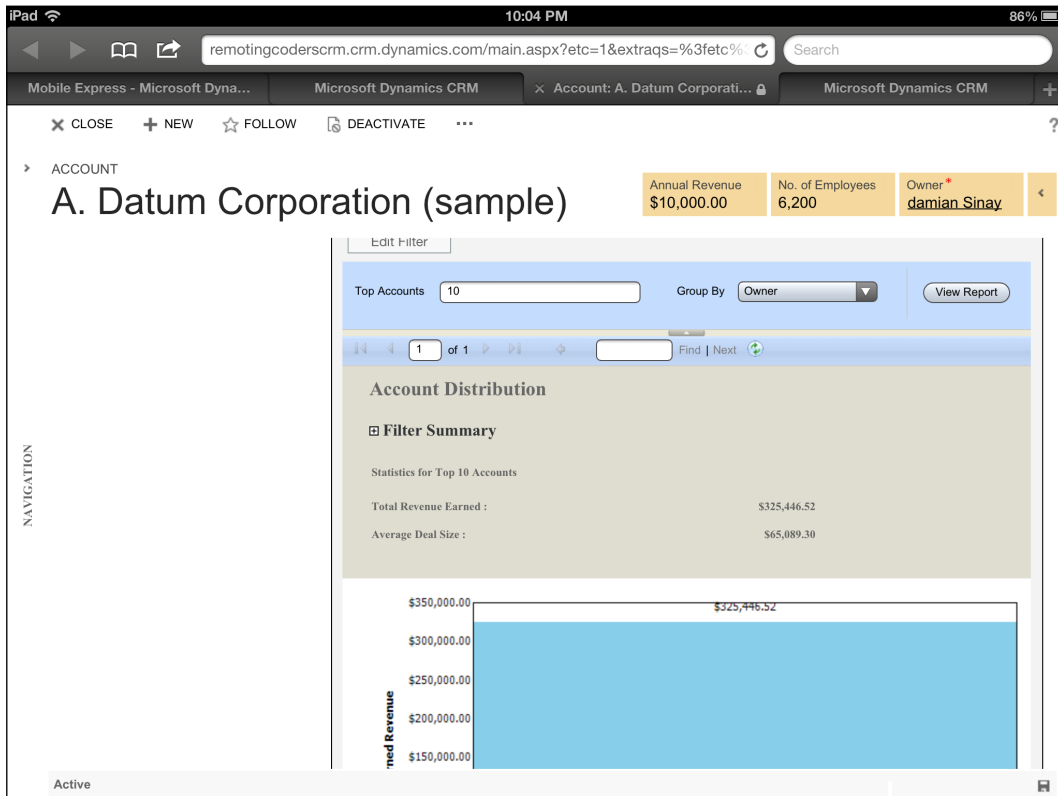 iPad 10:04 PM 86%
remotingcoderscrm.crm.dynamics.com/main.aspx?etc=1&extraqs=%3fetc% Search
Mobile Express - Microsoft Dyna... Microsoft Dynamics CRM × Account: A. Datum Corporati... Microsoft Dynamics CRM +
CLOSE NEW FOLLOW DEACTIVATE ... ?
ACCOUNT
A. Datum Corporation (sample)
Annual Revenue No. of Employees Owner*
$10,000.00 6,200 damian Sinay
Edit Filter
Top Accounts 10 Group By Owner View Report
1 of 1 Find | Next
Account Distribution
Filter Summary
Statistics for Top 10 Accounts
Total Revenue Earned : $325,446.52
Average Deal Size : $65,089.30
NAVIGATION
$350,000.00 $325,446.52
$300,000.00
$250,000.00
$200,000.00
$150,000.00
ned Revenue
Active